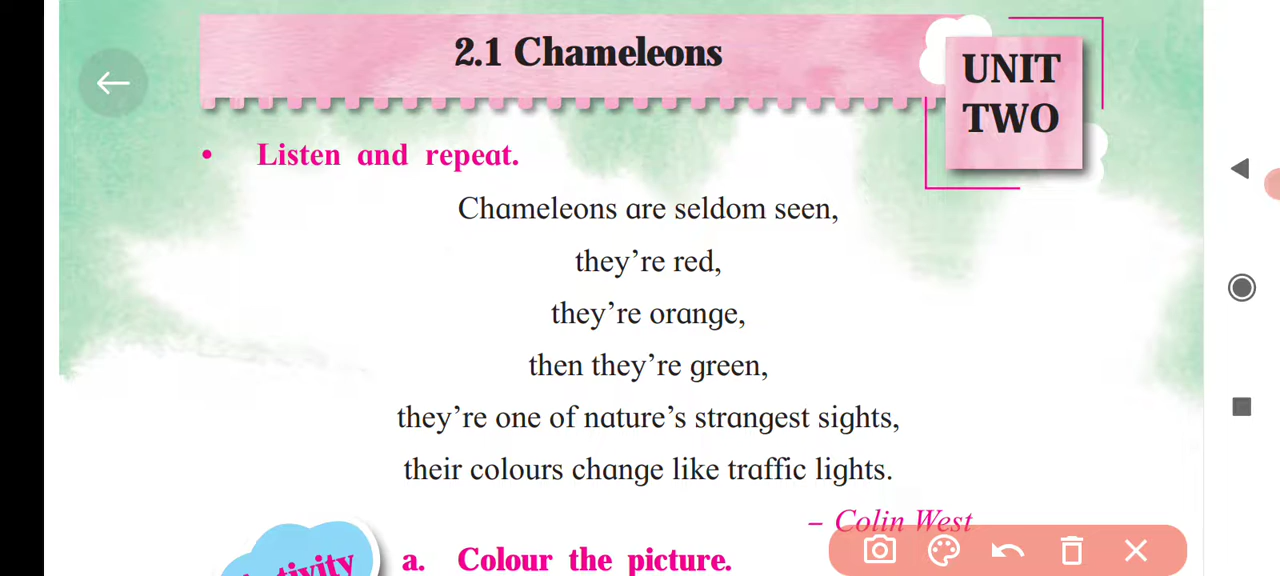 2.1 Chameleons
UNIT
TWO
• Listen and repeat.
Chameleons are seldom seen,
they're red,
they're orange,
then they're green,
they're one of nature's strangest sights,
their colours change like traffic lights.
– Colin West
a. Colour the picture.